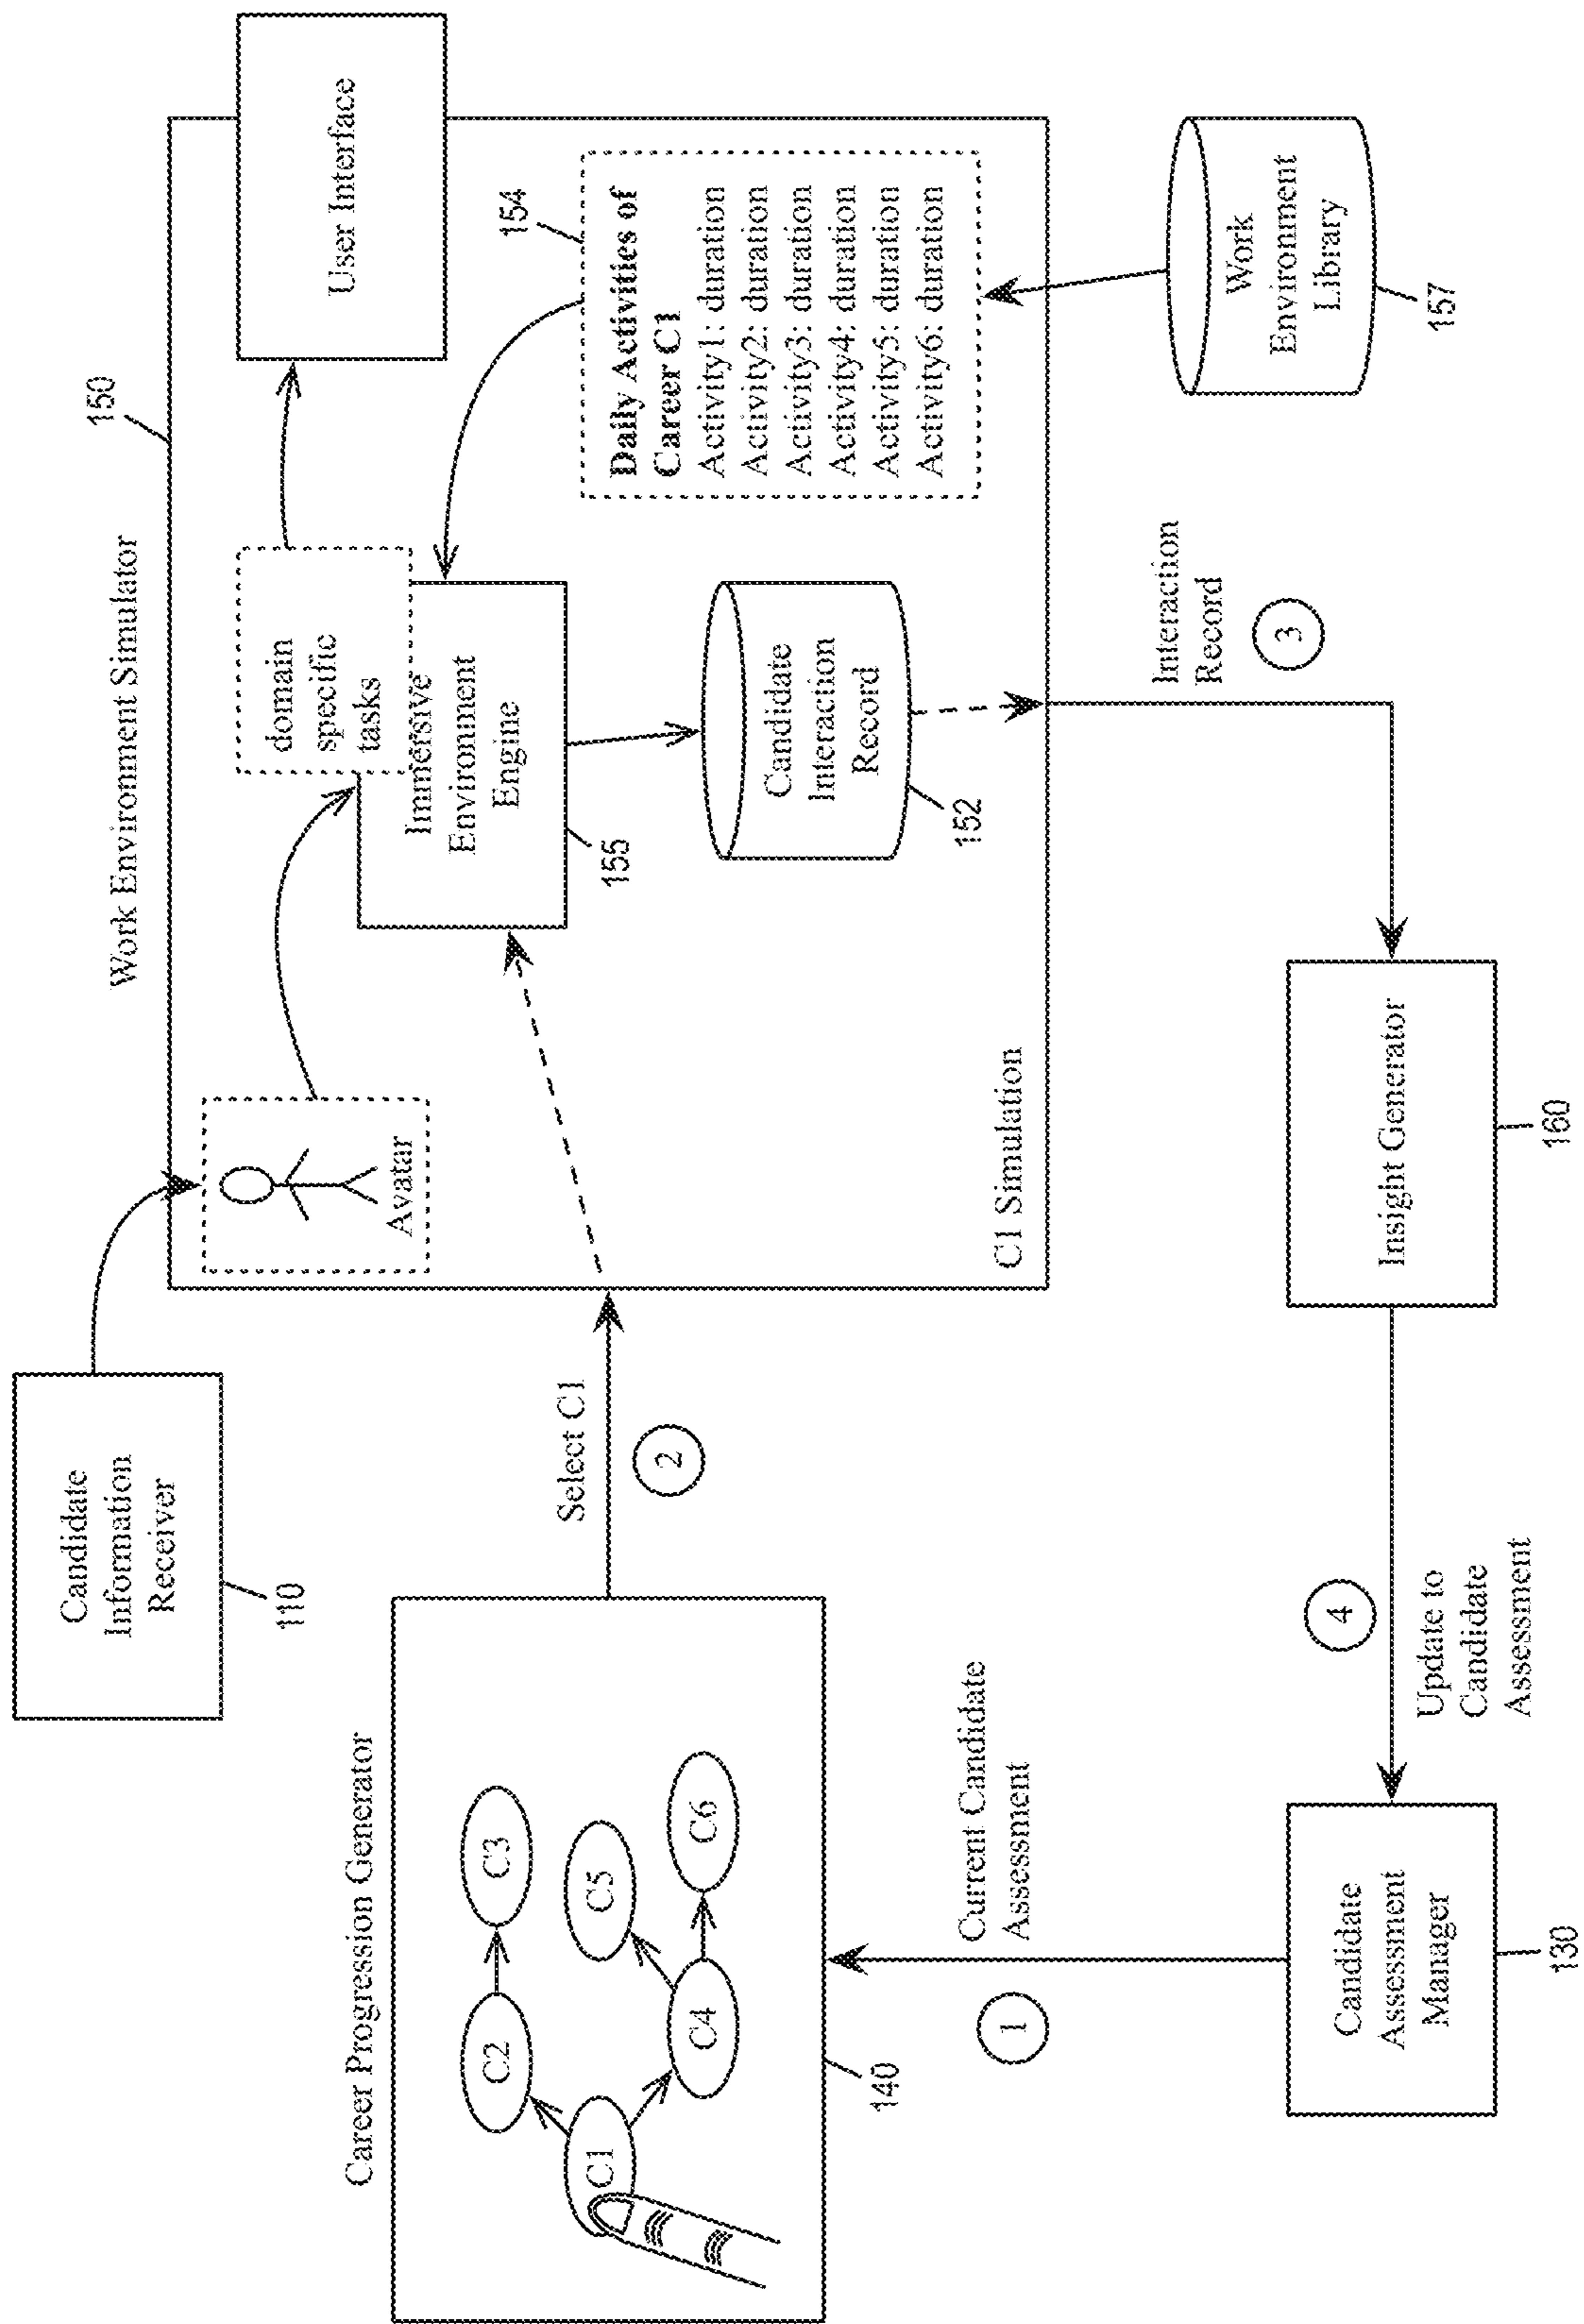 Candidate
Information
Receiver
110
Work Environment Simulator
150
Avatar
domain
specific
tasks
User Interface
Immersive
Environment
Engine
155
154
Daily Activities of
Career C1
Activity1: duration
Activity2: duration
Activity3: duration
Activity4: duration
Activity5: duration
Activity6: duration
Candidate
Interaction
Record
152
C1 Simulation
Work
Environment
Library
157
Career Progression Generator
C1
C2
C3
C4
C5
C6
140
Select C1
2
Current Candidate
Assessment
1
Interaction
Record
3
Candidate
Assessment
Manager
130
4
Update to
Candidate
Assessment
Insight Generator
160